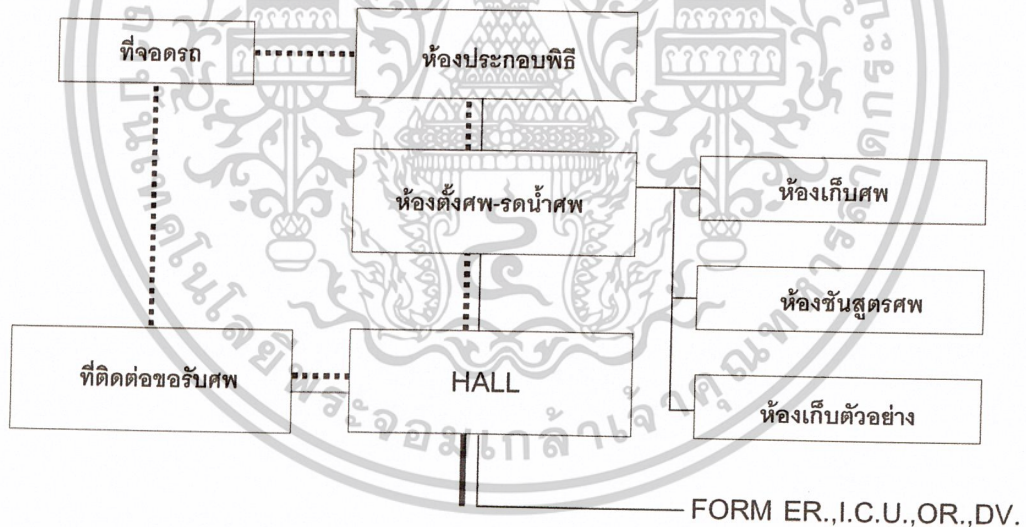 ที่จอดรถ
ห้องประกอบพิธี
ห้องตั้งศพ-รดน้ำศพ
ห้องเก็บศพ
ห้องชันสูตรศพ
ที่ติดต่อขอรับศพ
HALL
ห้องเก็บตัวอย่าง
FORM ER.,I.C.U,OR.,DV.